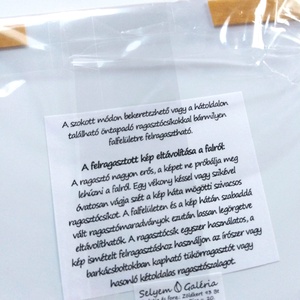 A szokott módon bekeretezhető vagy a hátoldalon
található öntapadó ragasztócsíkokkal bármilyen
falfelületre felragasztható.
A felragasztott kép eltávolítása a falról
A ragasztó nagyon erős, a képet ne próbálja meg
lehúzni a falról. Egy vékony késsel vagy szikével
óvatosan vágja szét a kép háta mögötti szivacsos
ragasztócsíkot. A falfelületen és a kép hátán szabaddá
vált ragasztómaradványok ezután lassan legörgetve
eltávolíthatók. A ragasztócsík egyszer használatos, a
kép ismételt felragasztásához használjon az írószer vagy
barkácsboltokban kapható tükörragasztót vagy
hasonló kétoldalas ragasztószalagot.
Selyem Galéria